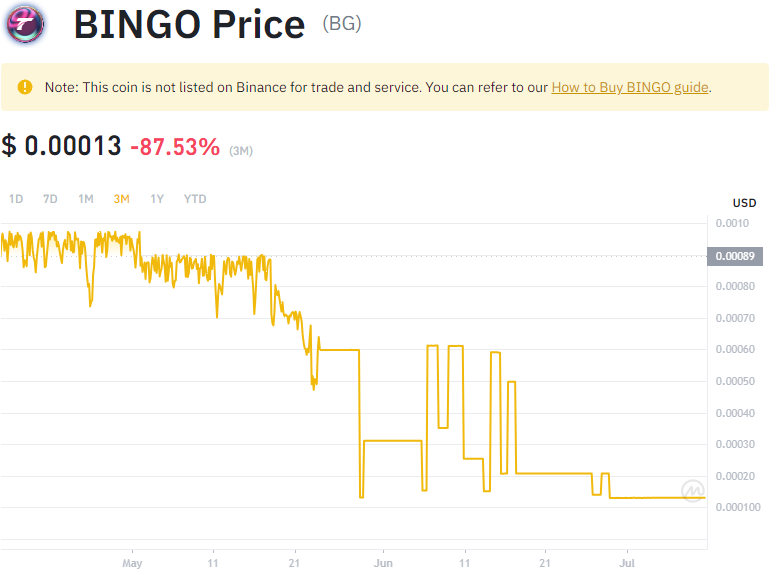 BINGO Price (BG)
Note: This coin is not listed on Binance for trade and service. You can refer to our How to Buy BINGO guide.
$ 0.00013 -87.53% (3M)
1D 7D 1M 3M 1Y YTD
USD
0.0010
0.00089
0.00080
0.00070
0.00060
0.00050
0.00040
0.00030
0.00020
0.000100
May 11 21 Jun 11 21 Jul